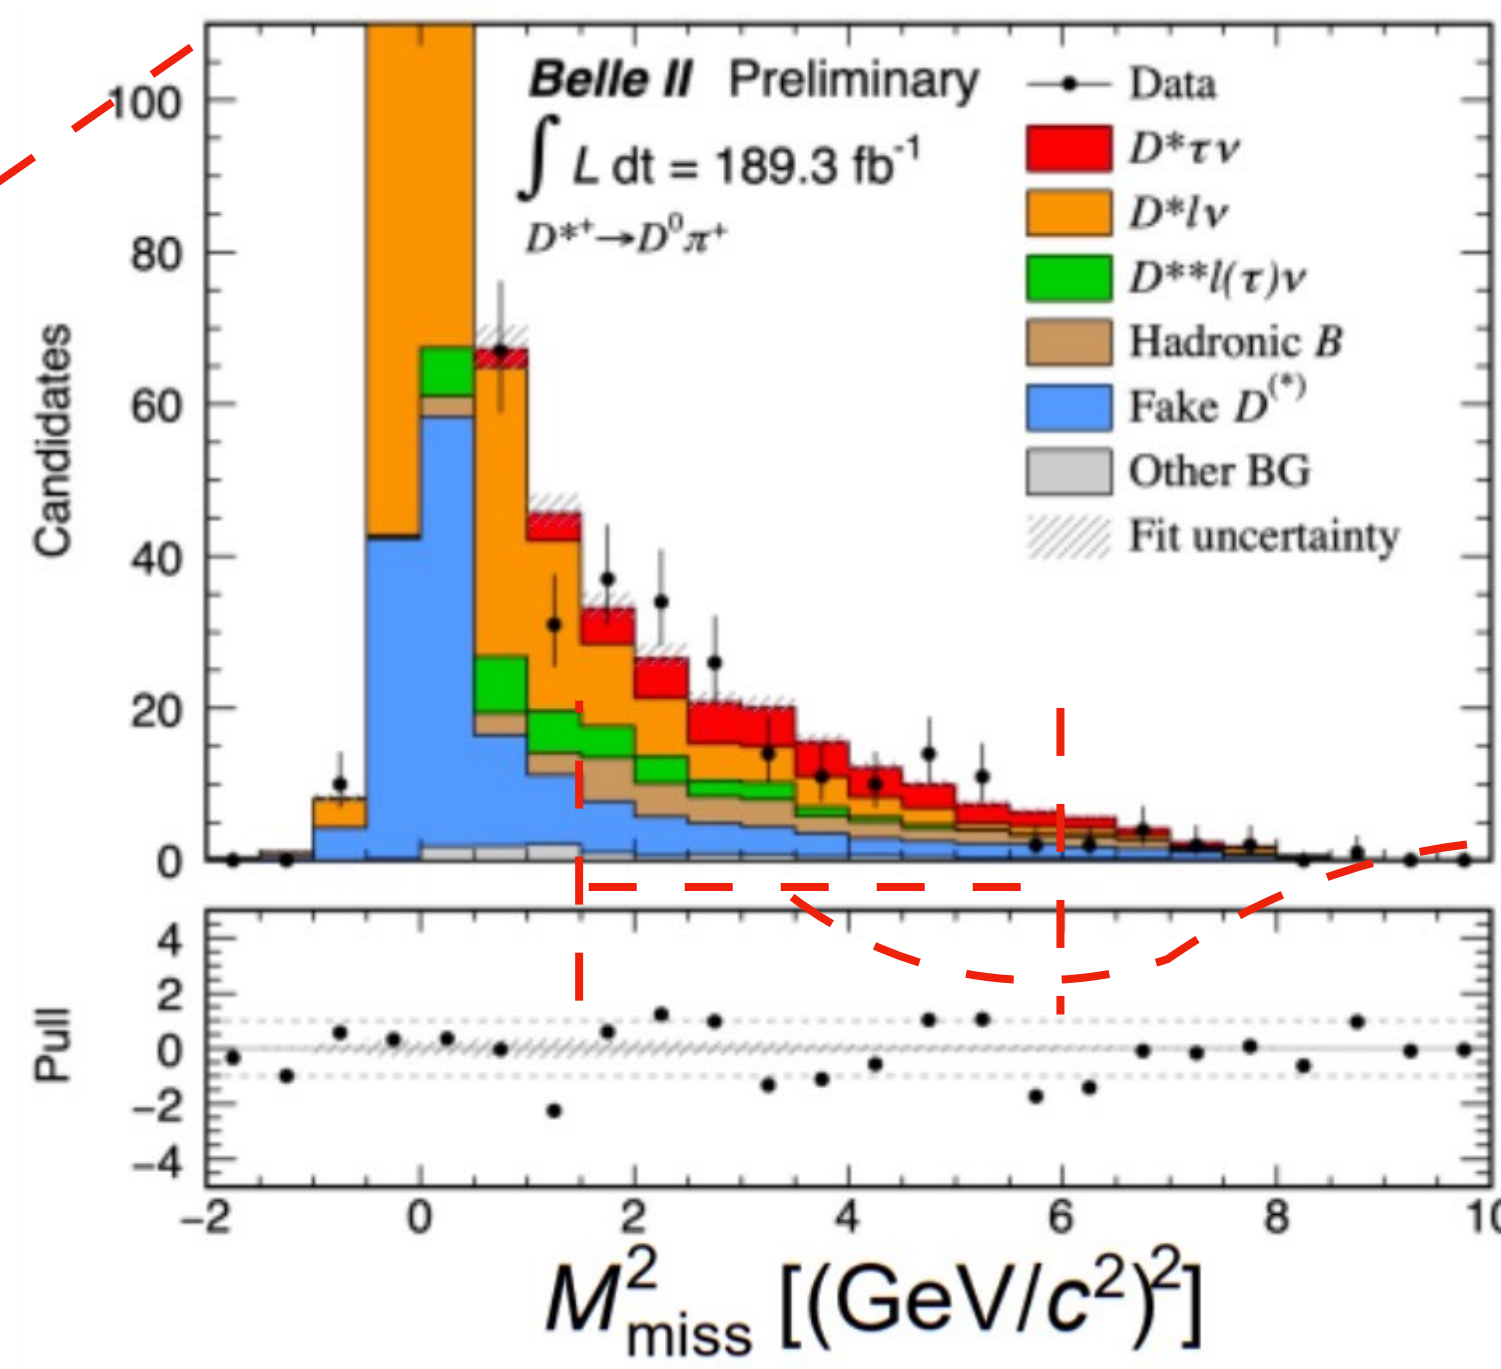 Belle II Preliminary
∫ L dt = 189.3 fb⁻¹
D*⁺→D⁰π⁺
Data
D*τν
D*lν
D**l(τ)ν
Hadronic B
Fake D⁽*⁾
Other BG
Fit uncertainty
Candidates
100
80
60
40
20
0
Pull
4
2
0
−2
−4
−2 0 2 4 6 8 10
M²miss [(GeV/c²)²]